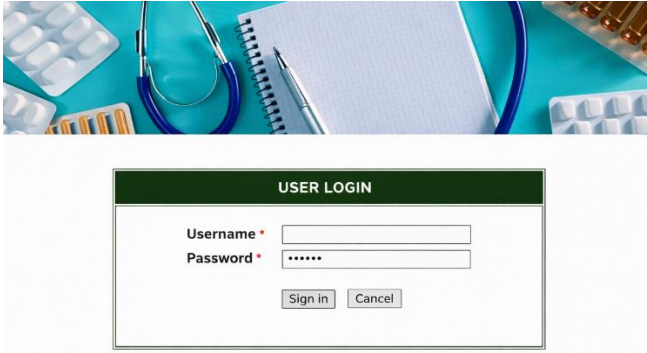 USER LOGIN
Username *
Password * ••••••
Sign in Cancel